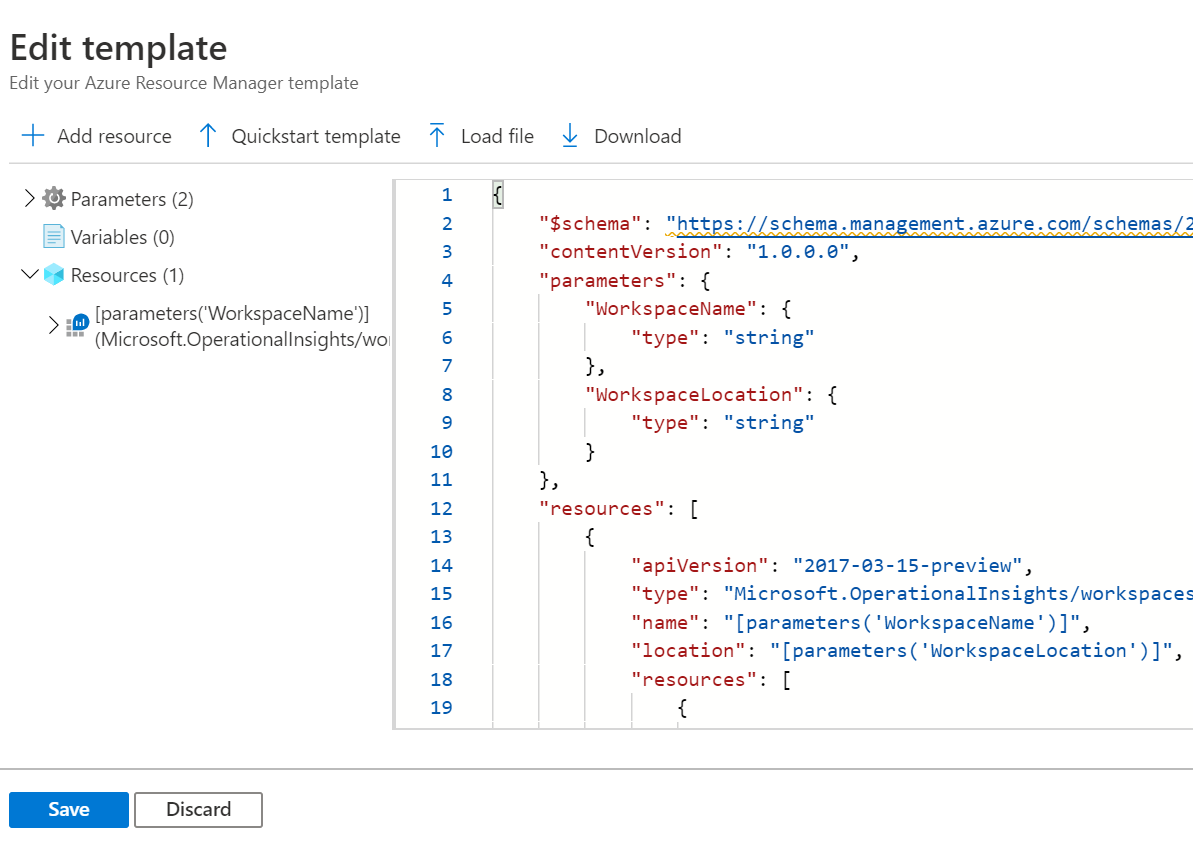 Edit template
Edit your Azure Resource Manager template
Add resource
Quickstart template
Load file
Download
Parameters (2)
Variables (0)
Resources (1)
[parameters('WorkspaceName')]
(Microsoft.OperationalInsights/wor
1 {
2 "$schema": "https://schema.management.azure.com/schemas/2
3 "contentVersion": "1.0.0.0",
4 "parameters": {
5 "WorkspaceName": {
6 "type": "string"
7 },
8 "WorkspaceLocation": {
9 "type": "string"
10 }
11 },
12 "resources": [
13 {
14 "apiVersion": "2017-03-15-preview",
15 "type": "Microsoft.OperationalInsights/workspaces
16 "name": "[parameters('WorkspaceName')]",
17 "location": "[parameters('WorkspaceLocation')]",
18 "resources": [
19 {
Save
Discard